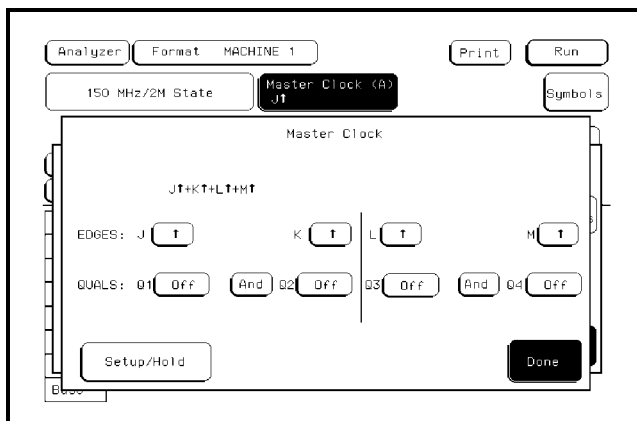 Analyzer Format MACHINE 1 Print Run
150 MHz/2M State Master Clock (A) Symbols
J↑
Master Clock
J↑+K↑+L↑+M↑
EDGES: J ↑ K ↑ L ↑ M ↑
QUALS: Q1 Off And Q2 Off Q3 Off And Q4 Off
Setup/Hold Done